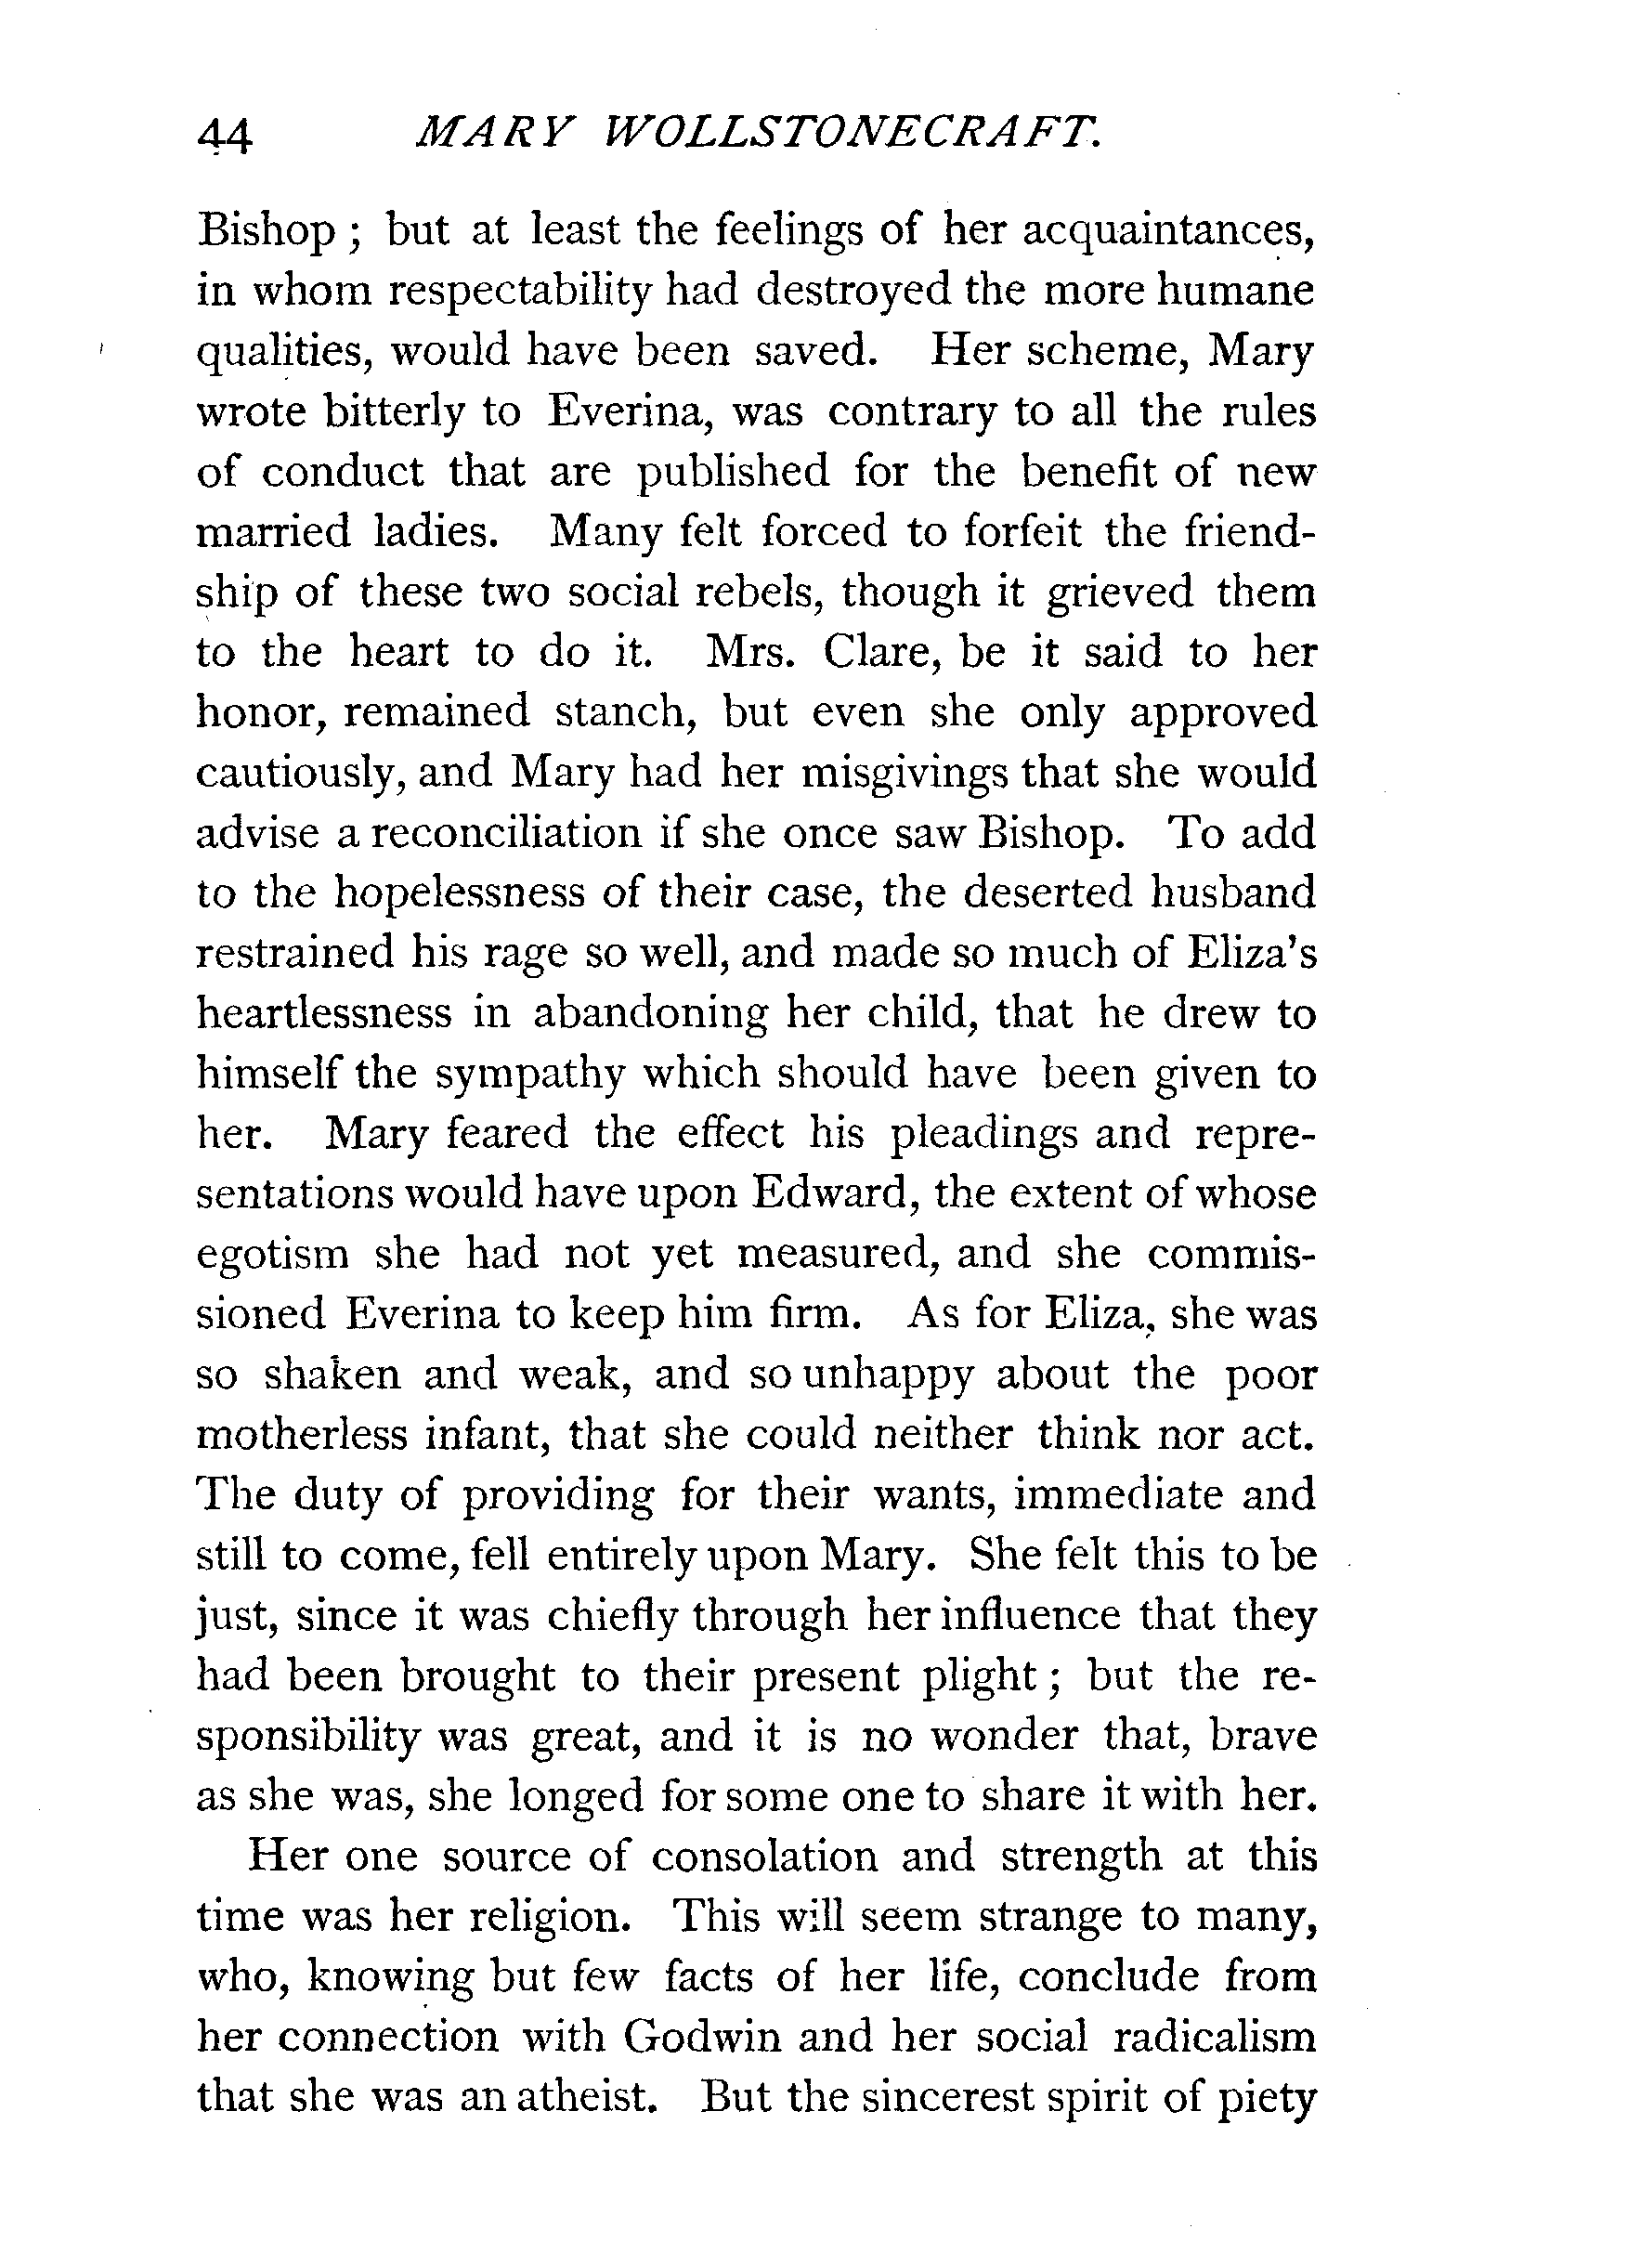 44 MARY WOLLSTONECRAFT.
Bishop ; but at least the feelings of her acquaintances,
in whom respectability had destroyed the more humane
qualities, would have been saved. Her scheme, Mary
wrote bitterly to Everina, was contrary to all the rules
of conduct that are published for the benefit of new
married ladies. Many felt forced to forfeit the friend-
ship of these two social rebels, though it grieved them
to the heart to do it. Mrs. Clare, be it said to her
honor, remained stanch, but even she only approved
cautiously, and Mary had her misgivings that she would
advise a reconciliation if she once saw Bishop. To add
to the hopelessness of their case, the deserted husband
restrained his rage so well, and made so much of Eliza's
heartlessness in abandoning her child, that he drew to
himself the sympathy which should have been given to
her. Mary feared the effect his pleadings and repre-
sentations would have upon Edward, the extent of whose
egotism she had not yet measured, and she commis-
sioned Everina to keep him firm. As for Eliza, she was
so shaken and weak, and so unhappy about the poor
motherless infant, that she could neither think nor act.
The duty of providing for their wants, immediate and
still to come, fell entirely upon Mary. She felt this to be
just, since it was chiefly through her influence that they
had been brought to their present plight ; but the re-
sponsibility was great, and it is no wonder that, brave
as she was, she longed for some one to share it with her.
Her one source of consolation and strength at this
time was her religion. This will seem strange to many,
who, knowing but few facts of her life, conclude from
her connection with Godwin and her social radicalism
that she was an atheist. But the sincerest spirit of piety